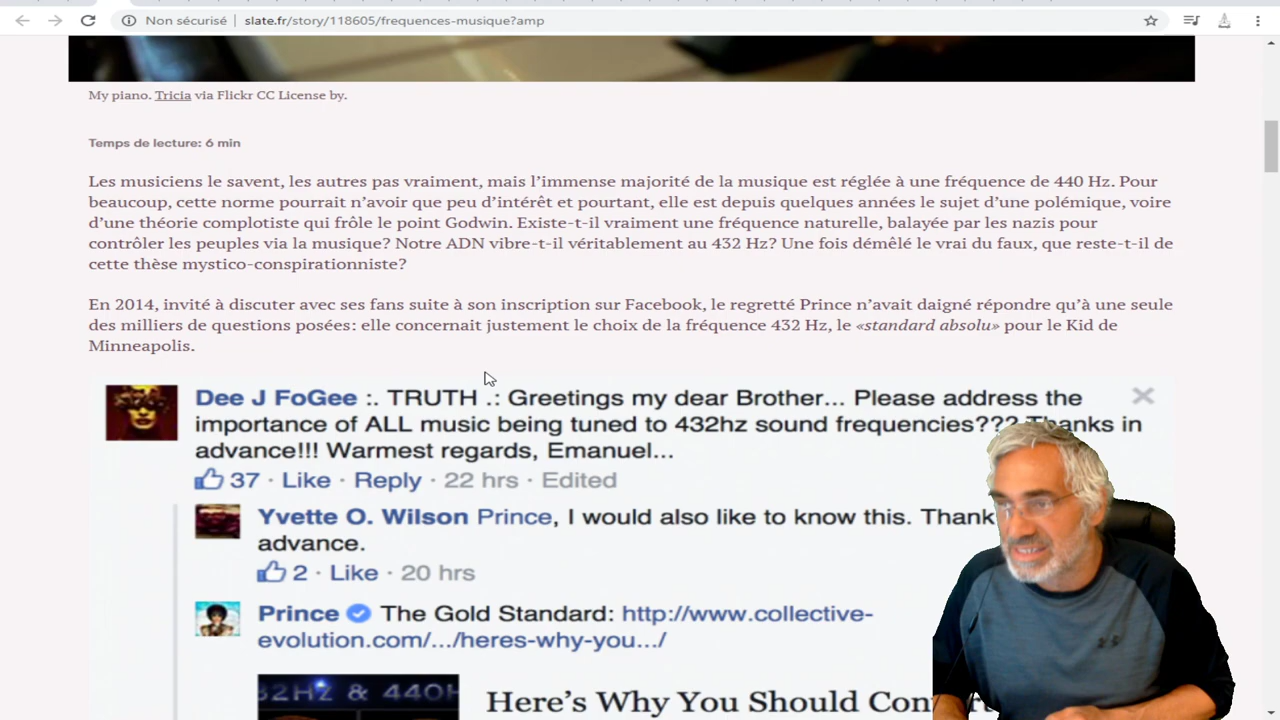 Non sécurisé | slate.fr/story/118605/frequences-musique?amp
My piano. Tricia via Flickr CC License by.
Temps de lecture: 6 min
Les musiciens le savent, les autres pas vraiment, mais l’immense majorité de la musique est réglée à une fréquence de 440 Hz. Pour
beaucoup, cette norme pourrait n’avoir que peu d’intérêt et pourtant, elle est depuis quelques années le sujet d’une polémique, voire
d’une théorie complotiste qui frôle le point Godwin. Existe-t-il vraiment une fréquence naturelle, balayée par les nazis pour
contrôler les peuples via la musique? Notre ADN vibre-t-il véritablement au 432 Hz? Une fois démêlé le vrai du faux, que reste-t-il de
cette thèse mystico-conspirationniste?
En 2014, invité à discuter avec ses fans suite à son inscription sur Facebook, le regretté Prince n’avait daigné répondre qu’à une seule
des milliers de questions posées: elle concernait justement le choix de la fréquence 432 Hz, le «standard absolu» pour le Kid de
Minneapolis.
Dee J FoGee :. TRUTH .: Greetings my dear Brother... Please address the
importance of ALL music being tuned to 432hz sound frequencies??? Thanks in
advance!!! Warmest regards, Emanuel...
37 · Like · Reply · 22 hrs · Edited
Yvette O. Wilson Prince, I would also like to know this. Thank
advance.
2 · Like · 20 hrs
Prince The Gold Standard: http://www.collective-
evolution.com/.../heres-why-you.../
32HZ & 440H
Here’s Why You Should Con